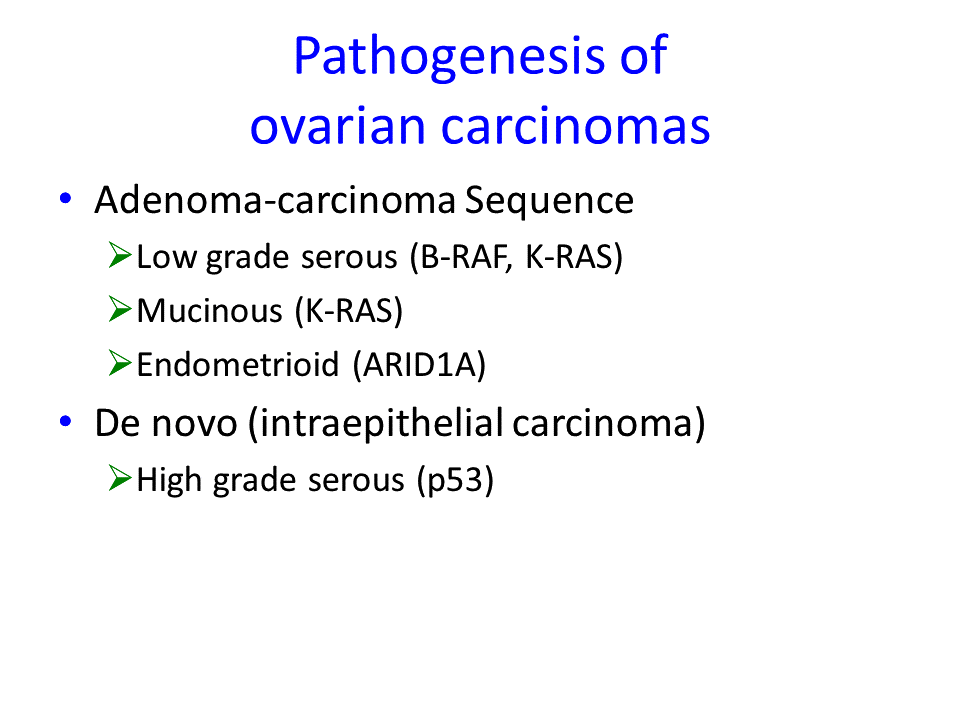 Pathogenesis of
ovarian carcinomas
• Adenoma-carcinoma Sequence
➢ Low grade serous (B-RAF, K-RAS)
➢ Mucinous (K-RAS)
➢ Endometrioid (ARID1A)
• De novo (intraepithelial carcinoma)
➢ High grade serous (p53)